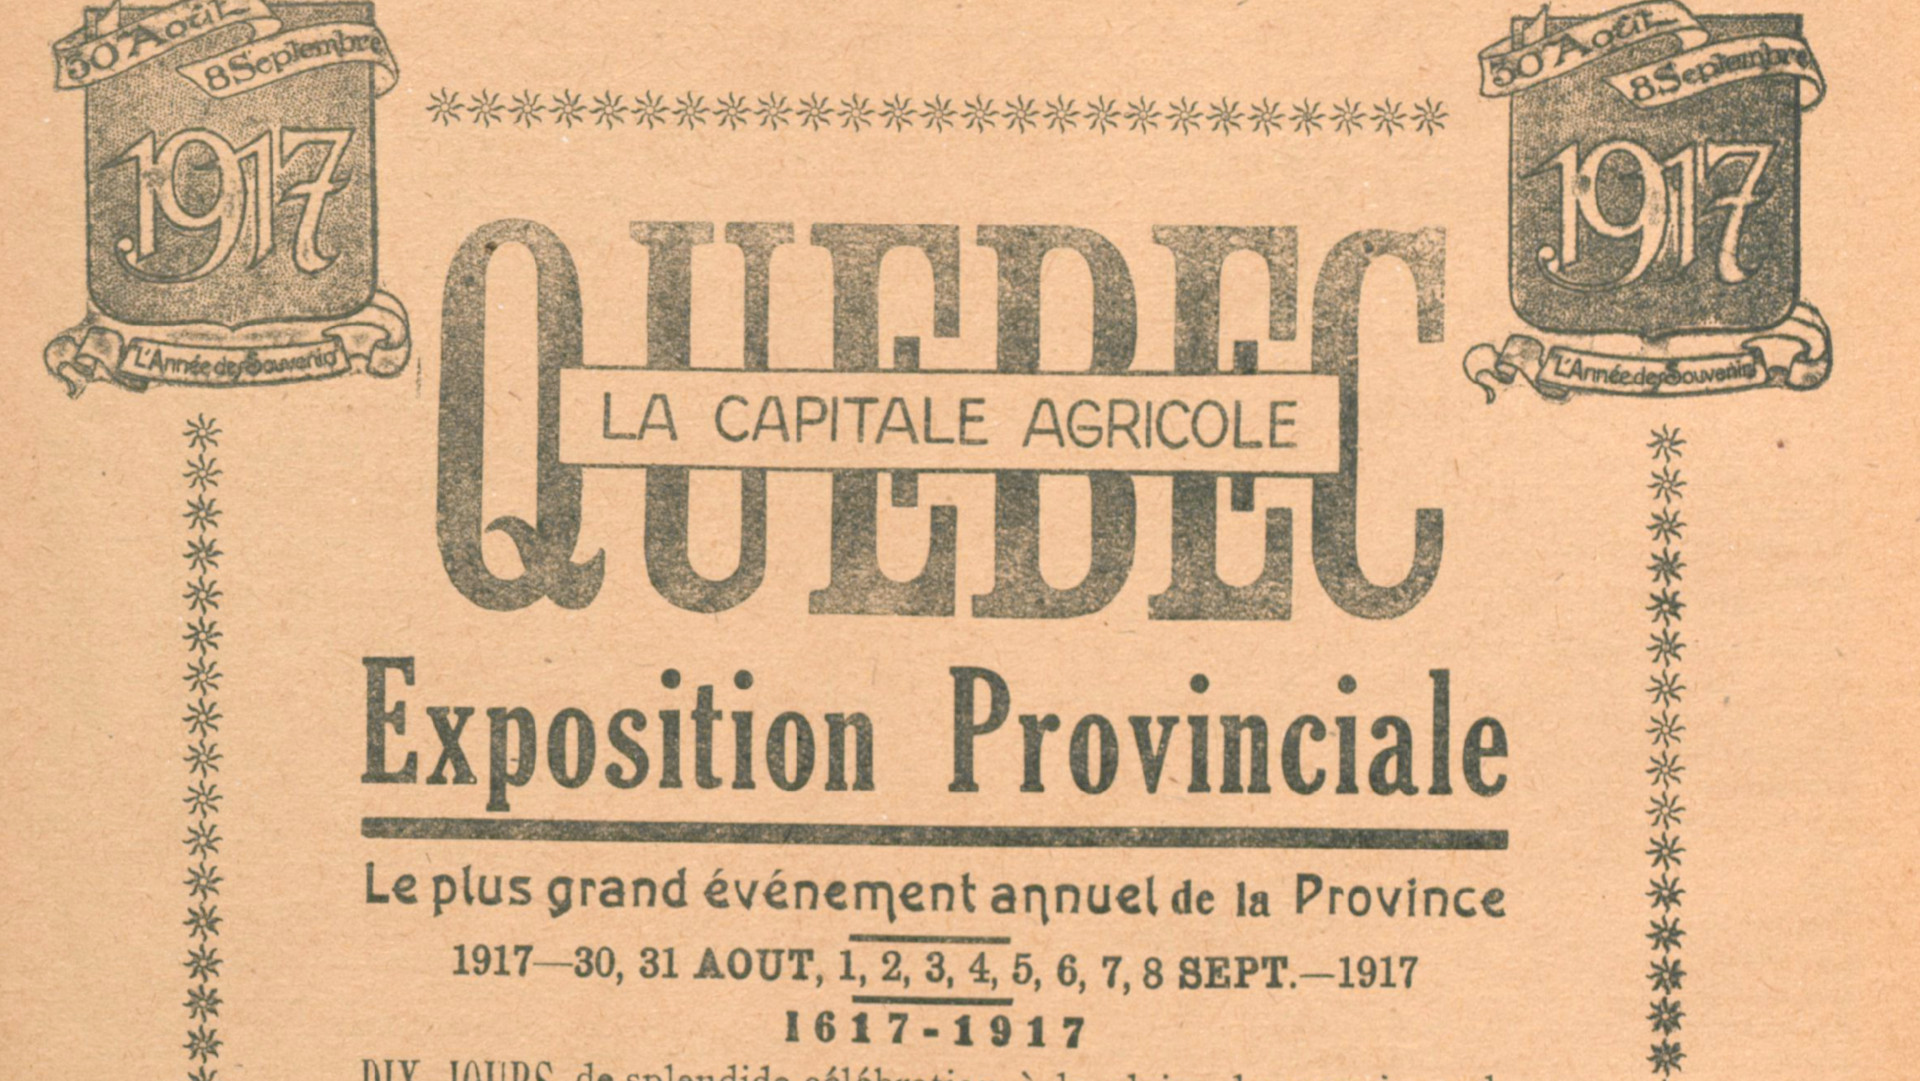 30 Août
8 Septembre
1917
L'Année des Souvenirs
30 Août
8 Septembre
1917
L'Année des Souvenirs
QUEBEC
LA CAPITALE AGRICOLE
Exposition Provinciale
Le plus grand événement annuel de la Province
1917—30, 31 AOUT, 1, 2, 3, 4, 5, 6, 7, 8 SEPT.—1917
1617-1917
DIX JOURS de splendide célébration à